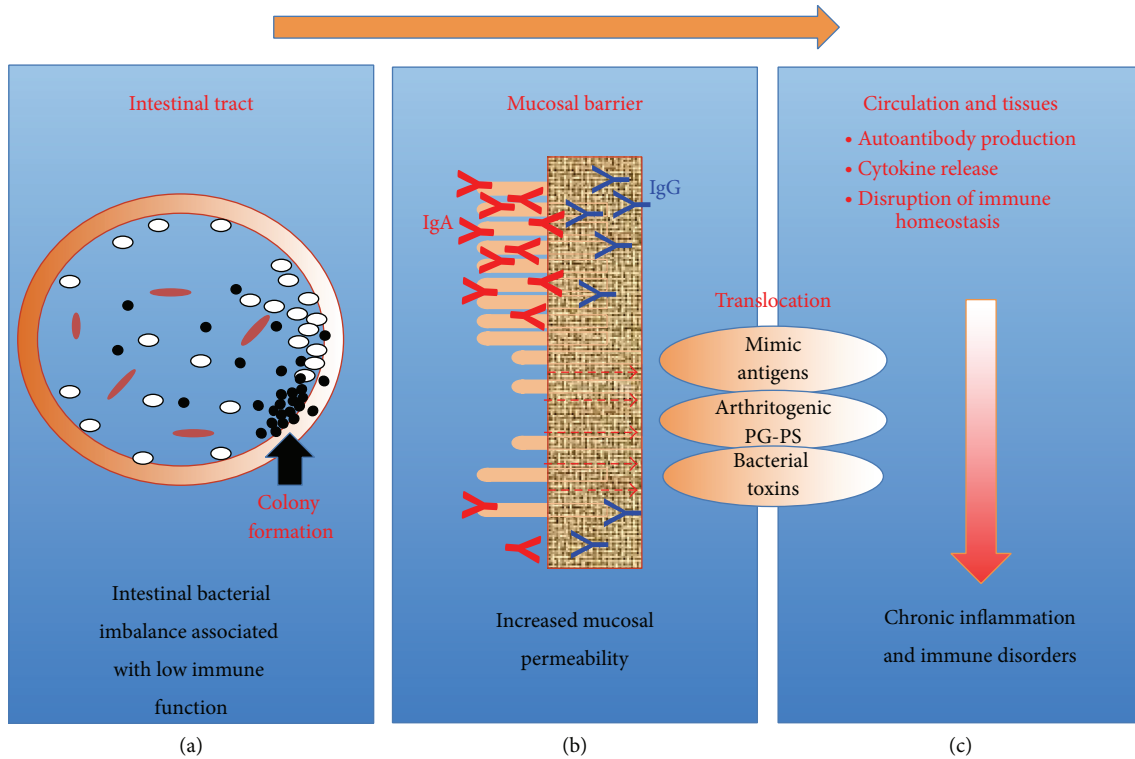 Intestinal tract
Colony
formation
Intestinal bacterial
imbalance associated
with low immune
function
(a)
Mucosal barrier
IgA
IgG
Increased mucosal
permeability
(b)
Translocation
Mimic
antigens
Arthritogenic
PG-PS
Bacterial
toxins
Circulation and tissues
• Autoantibody production
• Cytokine release
• Disruption of immune
homeostasis
Chronic inflammation
and immune disorders
(c)